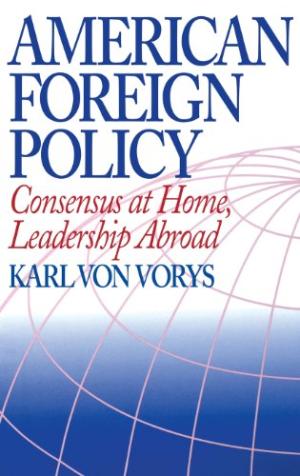 AMERICAN
FOREIGN
POLICY
Consensus at Home,
Leadership Abroad
KARL VON VORYS